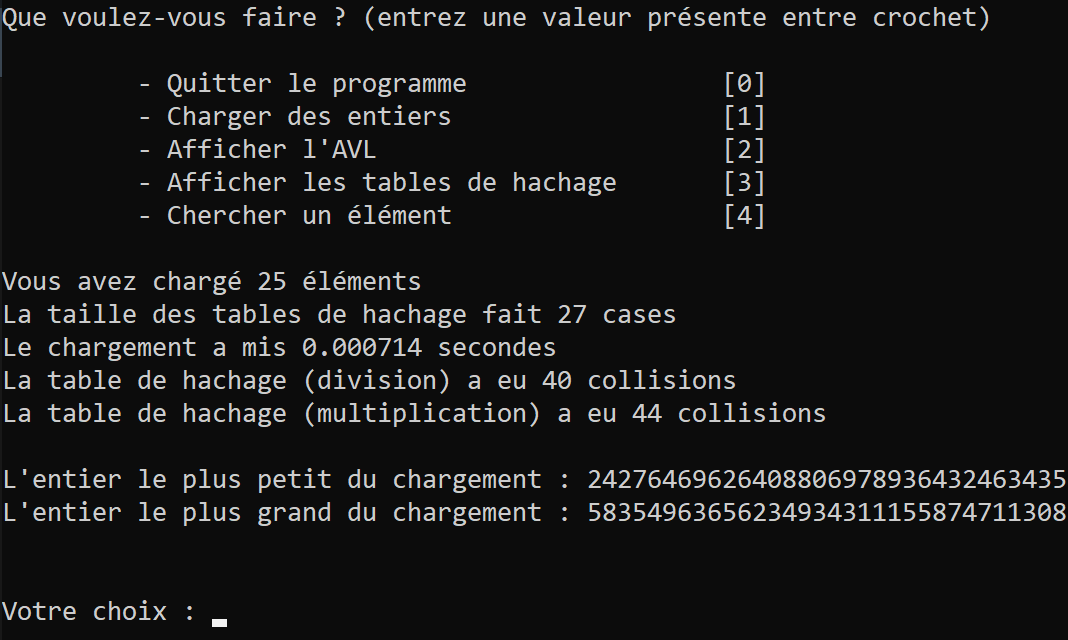 Que voulez-vous faire ? (entrez une valeur présente entre crochet)
- Quitter le programme [0]
- Charger des entiers [1]
- Afficher l'AVL [2]
- Afficher les tables de hachage [3]
- Chercher un élément [4]
Vous avez chargé 25 éléments
La taille des tables de hachage fait 27 cases
Le chargement a mis 0.000714 secondes
La table de hachage (division) a eu 40 collisions
La table de hachage (multiplication) a eu 44 collisions
L'entier le plus petit du chargement : 24276469626408806978936432463435
L'entier le plus grand du chargement : 58354963656234934311155874711308
Votre choix :